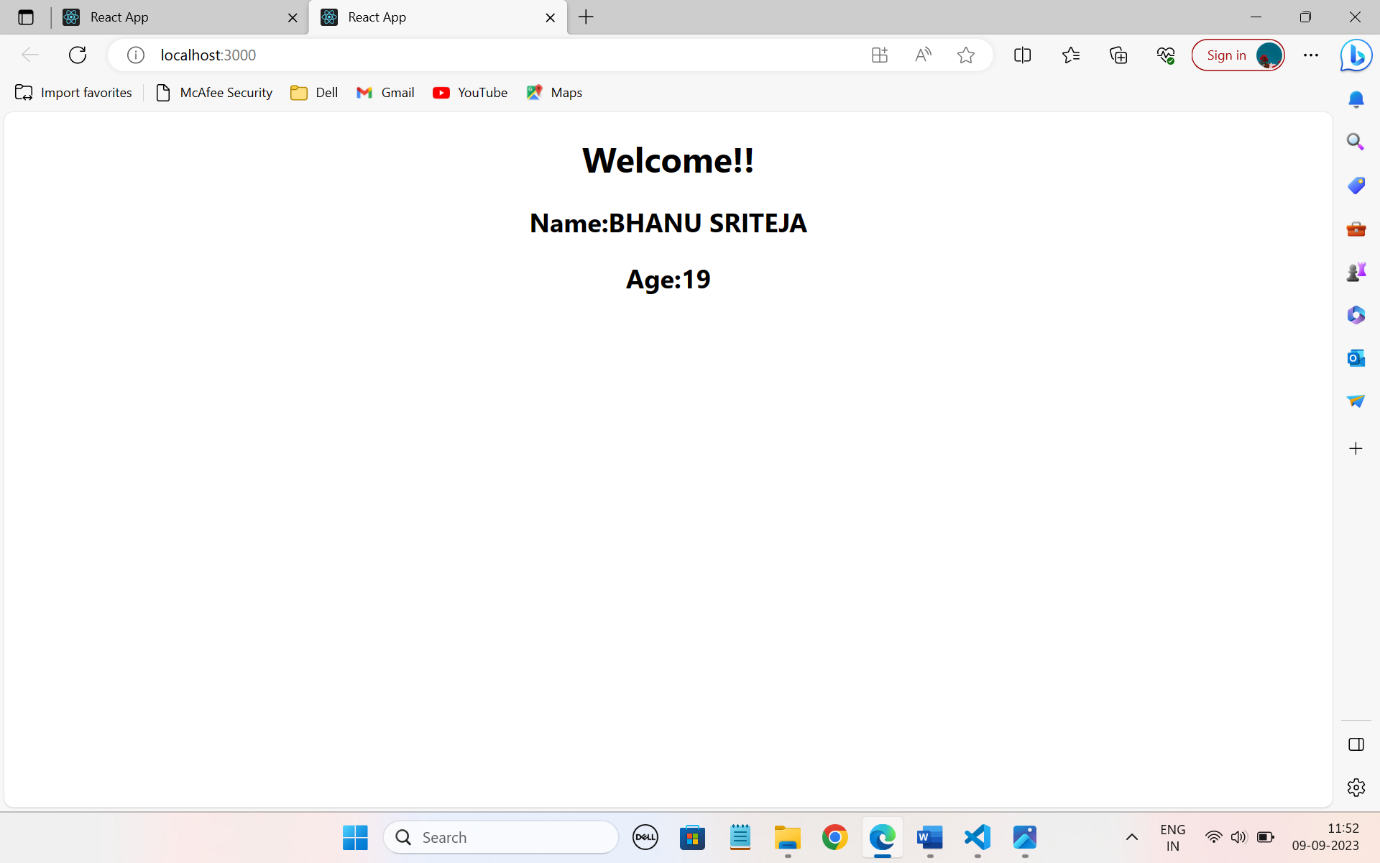 React App
React App
localhost:3000
Sign in
Import favorites
McAfee Security
Dell
Gmail
YouTube
Maps
Welcome!!
Name:BHANU SRITEJA
Age:19
Search
DELL
ENG
IN
11:52
09-09-2023